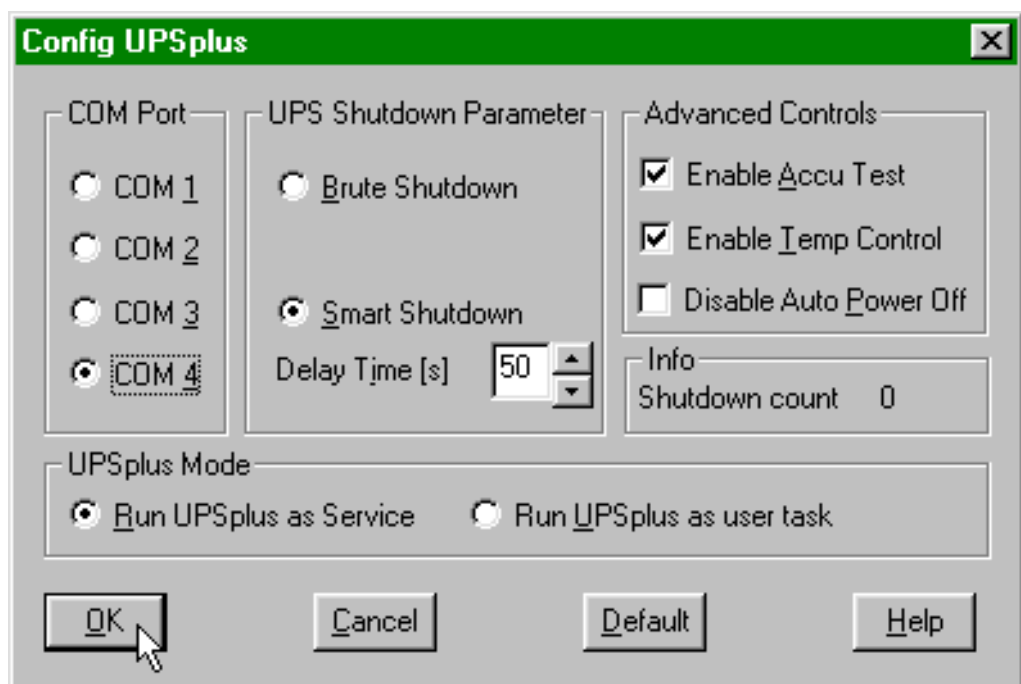 Config UPSplus
COM Port
COM 1
COM 2
COM 3
COM 4
UPS Shutdown Parameter
Brute Shutdown
Smart Shutdown
Delay Time [s] 50
Advanced Controls
Enable Accu Test
Enable Temp Control
Disable Auto Power Off
Info
Shutdown count 0
UPSplus Mode
Run UPSplus as Service Run UPSplus as user task
OK Cancel Default Help